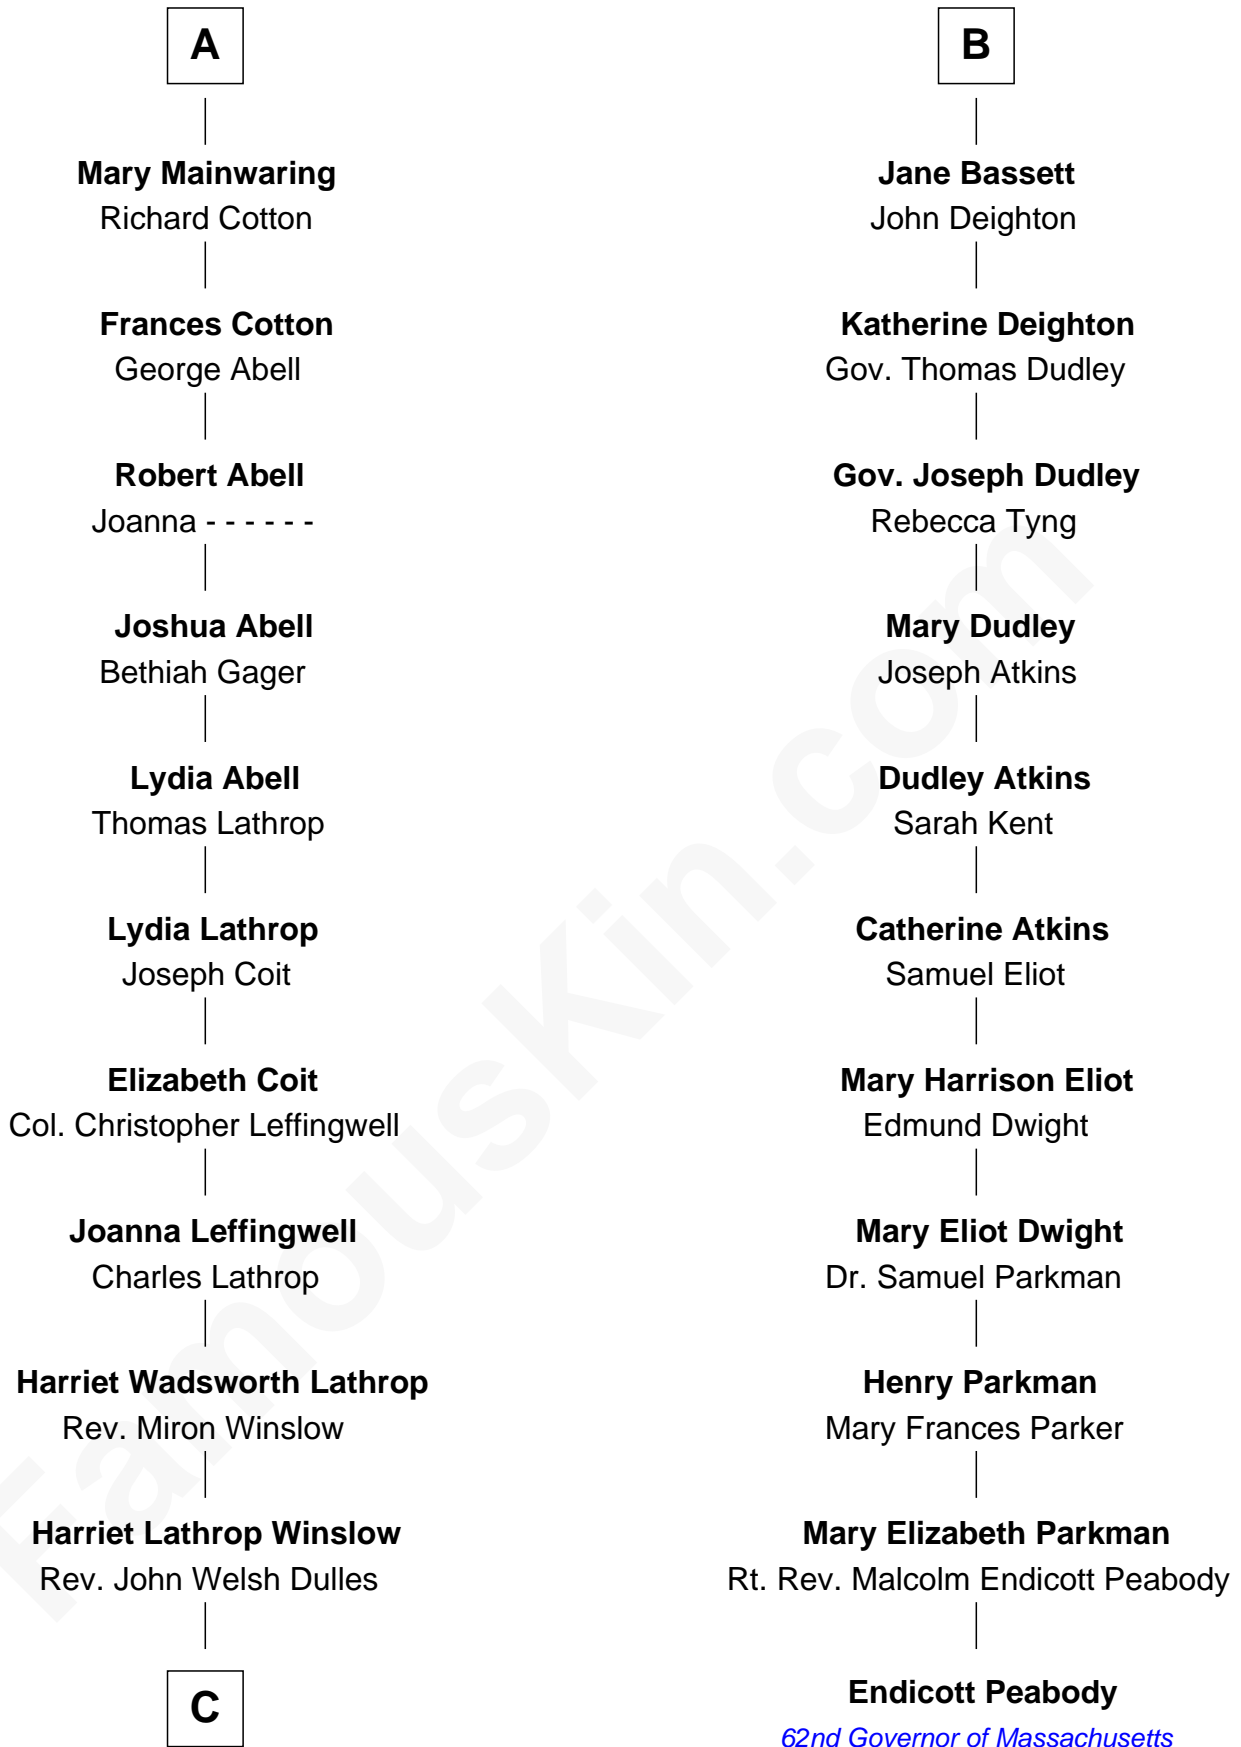 A
Mary Mainwaring
Richard Cotton
Frances Cotton
George Abell
Robert Abell
Joanna - - - - - -
Joshua Abell
Bethiah Gager
Lydia Abell
Thomas Lathrop
Lydia Lathrop
Joseph Coit
Elizabeth Coit
Col. Christopher Leffingwell
Joanna Leffingwell
Charles Lathrop
Harriet Wadsworth Lathrop
Rev. Miron Winslow
Harriet Lathrop Winslow
Rev. John Welsh Dulles
C
B
Jane Bassett
John Deighton
Katherine Deighton
Gov. Thomas Dudley
Gov. Joseph Dudley
Rebecca Tyng
Mary Dudley
Joseph Atkins
Dudley Atkins
Sarah Kent
Catherine Atkins
Samuel Eliot
Mary Harrison Eliot
Edmund Dwight
Mary Eliot Dwight
Dr. Samuel Parkman
Henry Parkman
Mary Frances Parker
Mary Elizabeth Parkman
Rt. Rev. Malcolm Endicott Peabody
Endicott Peabody
62nd Governor of Massachusetts
FamousKin.com